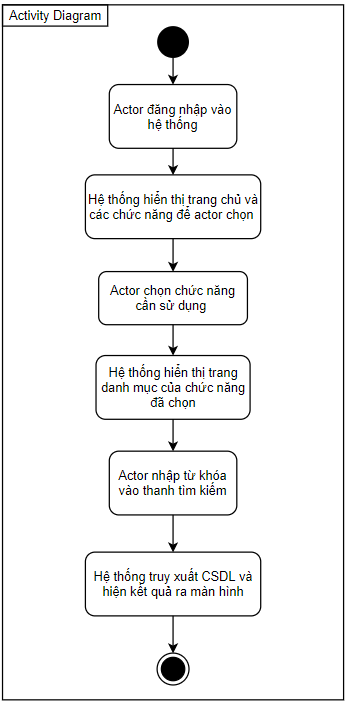 Activity Diagram
Actor đăng nhập vào
hệ thống
Hệ thống hiển thị trang chủ và
các chức năng để actor chọn
Actor chọn chức năng
cần sử dụng
Hệ thống hiển thị trang
danh mục của chức năng
đã chọn
Actor nhập từ khóa
vào thanh tìm kiếm
Hệ thống truy xuất CSDL và
hiện kết quả ra màn hình